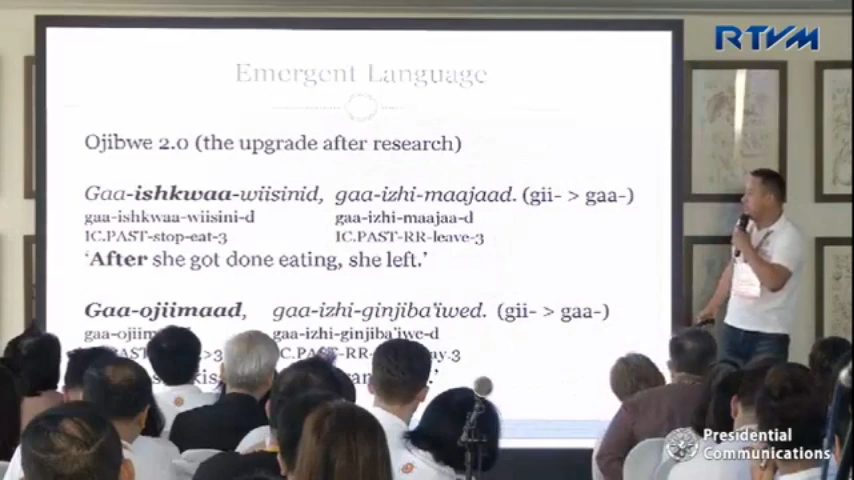 RTVM
Emergent Language
Ojibwe 2.0 (the upgrade after research)
Gaa-ishkwaa-wiisinid, gaa-izhi-maajaad. (gii- > gaa-)
gaa-ishkwaa-wiisini-d gaa-izhi-maajaa-d
IC.PAST-stop-eat-3 IC.PAST-RR-leave-3
'After she got done eating, she left.'
Gaa-ojiimaad, gaa-izhi-ginjiba'iwed. (gii- > gaa-)
gaa-izhi-ginjiba'iwe-d
Presidential
Communications